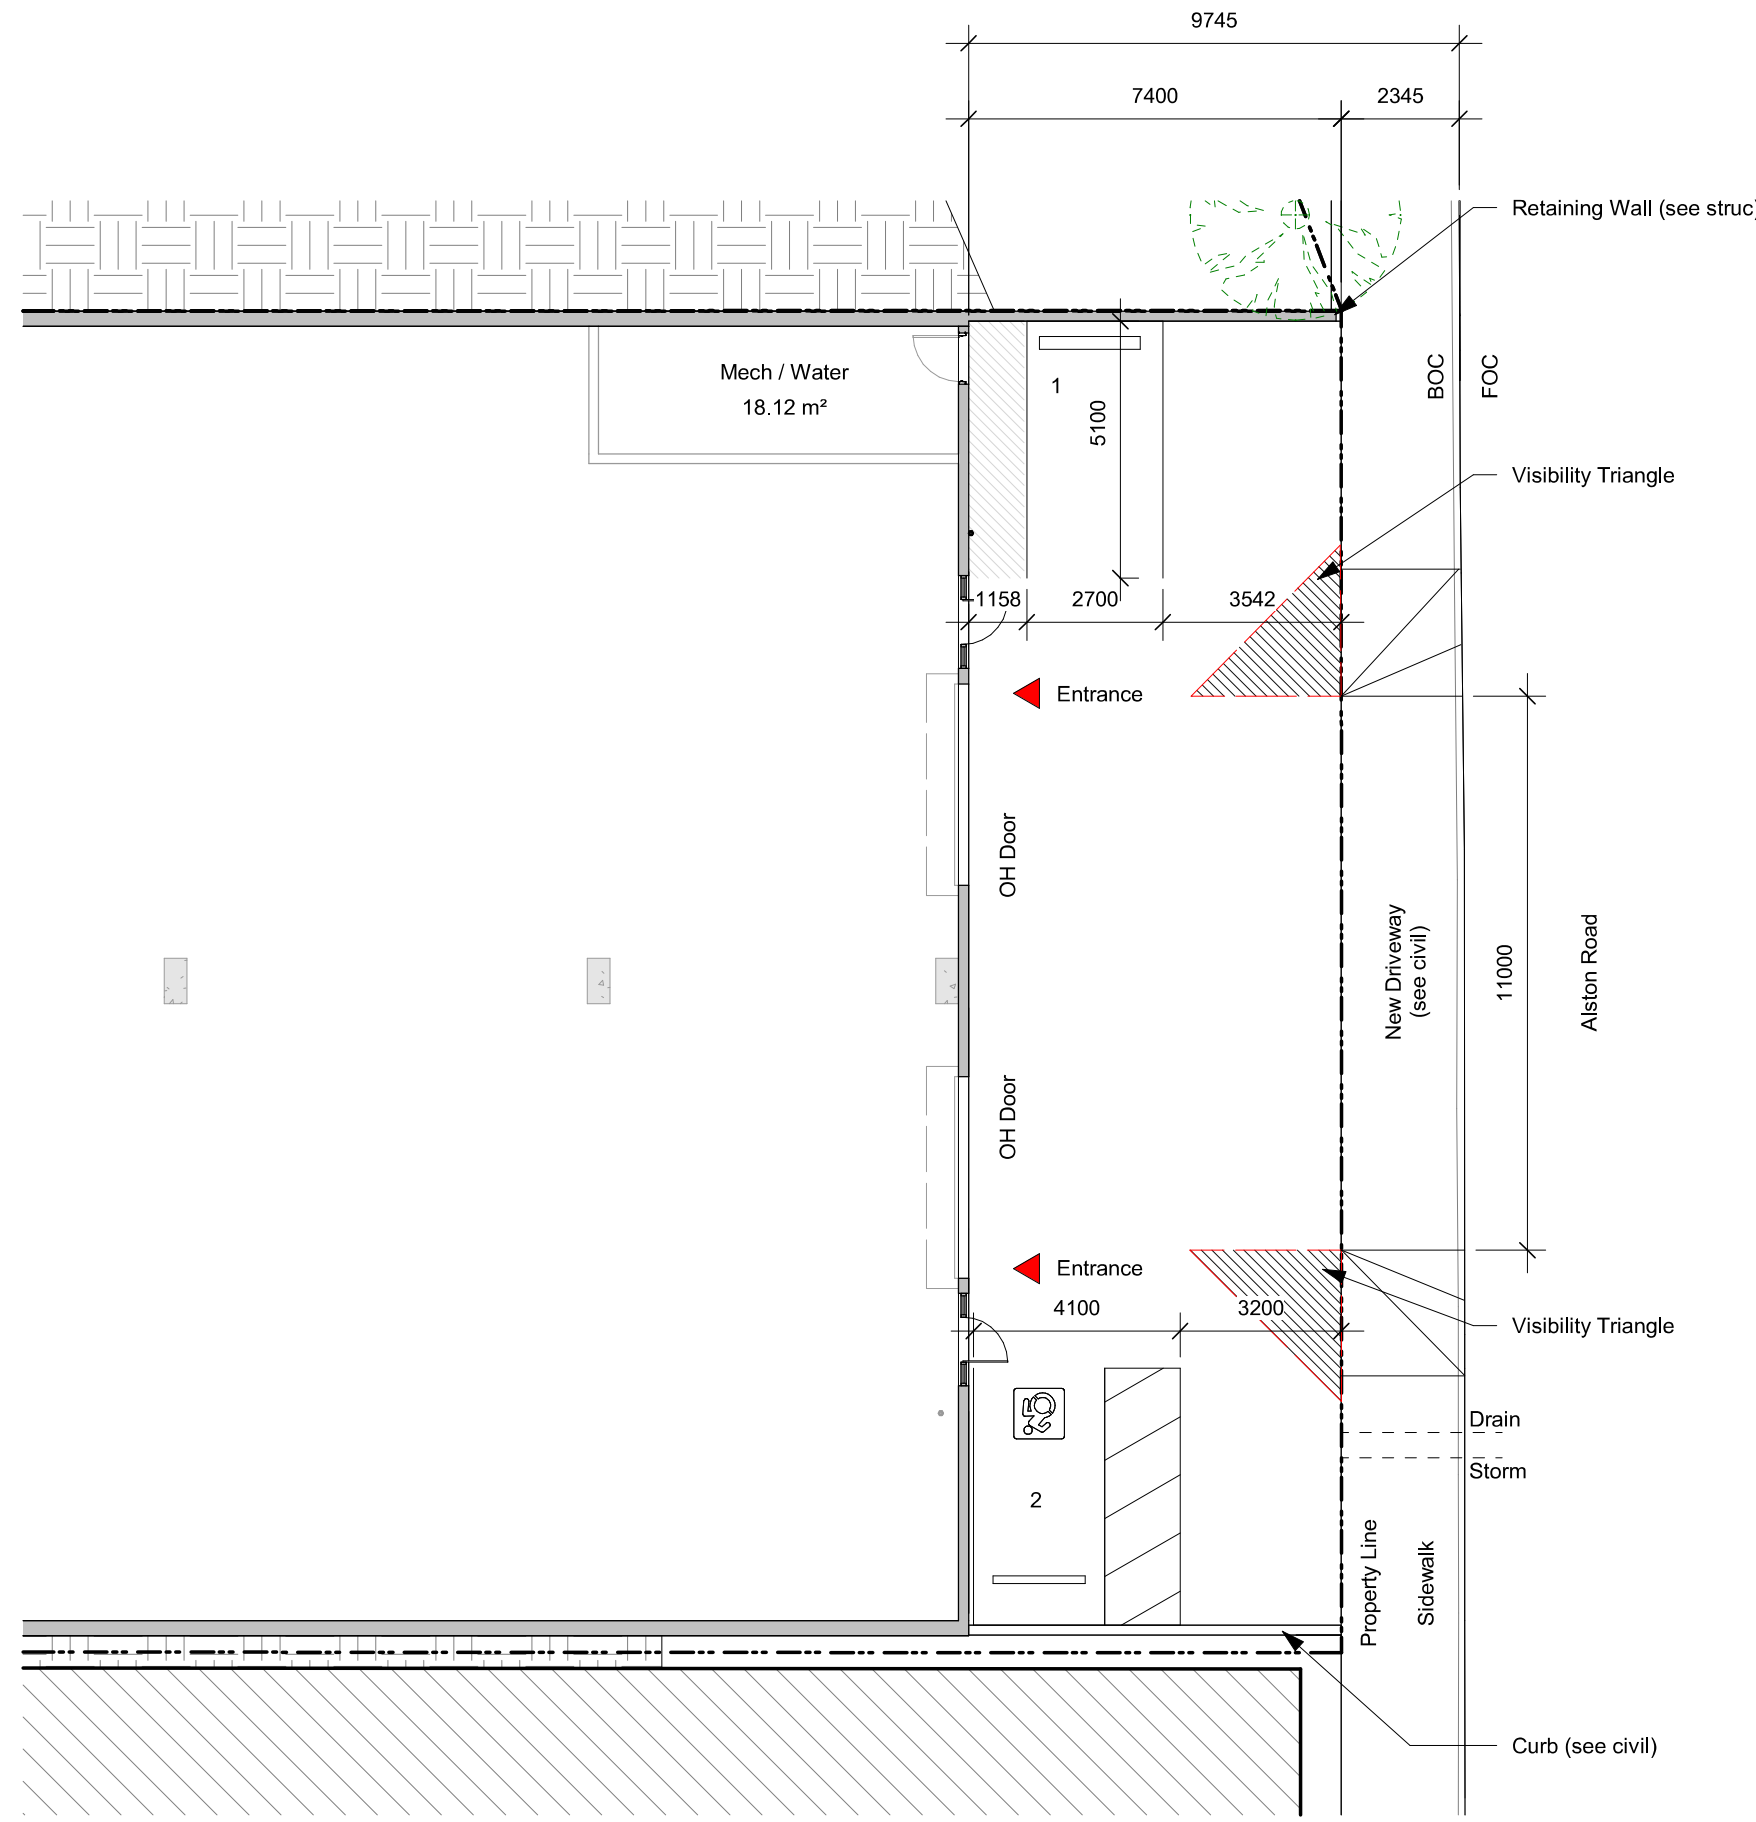 9745
7400
2345
Retaining Wall (see struc)
Mech / Water
18.12 m²
1
5100
BOC
FOC
Visibility Triangle
1158
2700
3542
Entrance
OH Door
New Driveway
(see civil)
11000
Alston Road
OH Door
Entrance
4100
3200
Visibility Triangle
Drain
Storm
2
Property Line
Sidewalk
Curb (see civil)